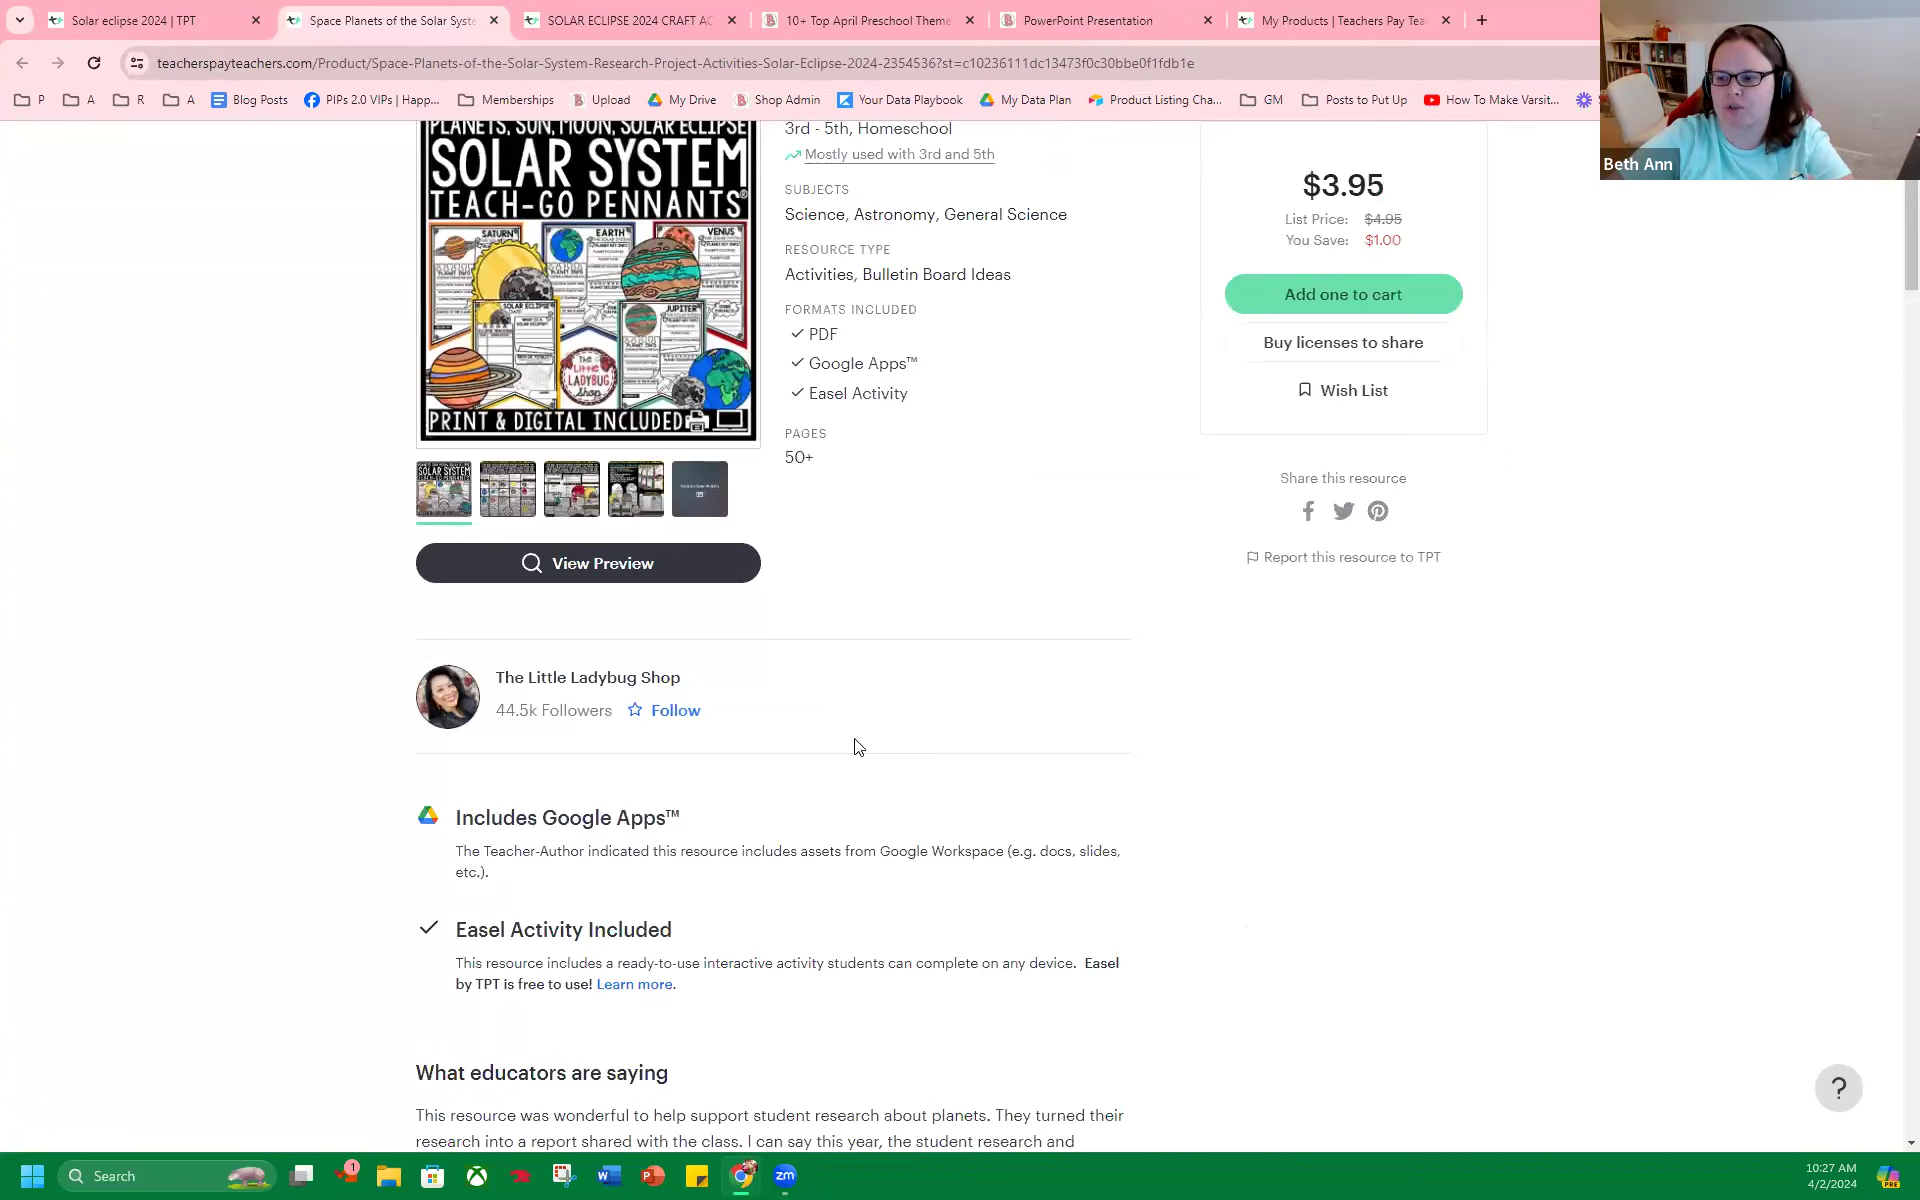 Solar eclipse 2024 | TPT
Space Planets of the Solar Syste
SOLAR ECLIPSE 2024 CRAFT AC
10+ Top April Preschool Theme
PowerPoint Presentation
My Products | Teachers Pay Tea
teacherspayteachers.com/Product/Space-Planets-of-the-Solar-System-Research-Project-Activities-Solar-Eclipse-2024-2354536?st=c10236111dc13473f0c30bbe0f1fdb1e
P
A
R
A
Blog Posts
PIPs 2.0 VIPs | Happ...
Memberships
Upload
My Drive
Shop Admin
Your Data Playbook
My Data Plan
Product Listing Cha...
GM
Posts to Put Up
How To Make Varsit...
Beth Ann
PLANETS, SUN, MOON, SOLAR ECLIPSE
SOLAR SYSTEM
TEACH-GO PENNANTS®
SATURN
EARTH
VENUS
SOLAR ECLIPSE
JUPITER
The Little LADYBUG Shop
PRINT & DIGITAL INCLUDED
View Preview
3rd - 5th, Homeschool
Mostly used with 3rd and 5th
SUBJECTS
Science, Astronomy, General Science
RESOURCE TYPE
Activities, Bulletin Board Ideas
FORMATS INCLUDED
PDF
Google Apps™
Easel Activity
PAGES
50+
$3.95
List Price: $4.95
You Save: $1.00
Add one to cart
Buy licenses to share
Wish List
Share this resource
Report this resource to TPT
The Little Ladybug Shop
44.5k Followers Follow
Includes Google Apps™
The Teacher-Author indicated this resource includes assets from Google Workspace (e.g. docs, slides,
etc.).
Easel Activity Included
This resource includes a ready-to-use interactive activity students can complete on any device. Easel
by TPT is free to use! Learn more.
What educators are saying
This resource was wonderful to help support student research about planets. They turned their
research into a report shared with the class. I can say this year, the student research and
?
Search
1
zm
10:27 AM
4/2/2024